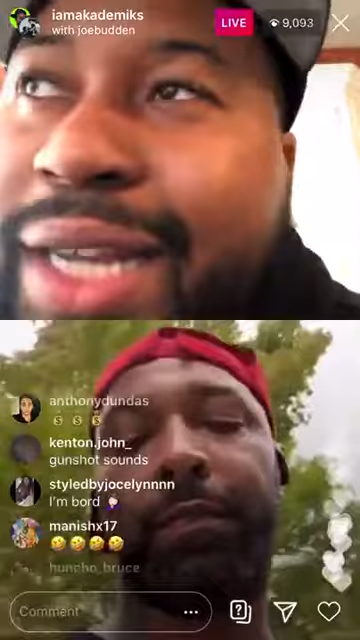 iamakademiks
with joebudden
LIVE
9,093
anthonydundas
kenton.john_
gunshot sounds
styledbyjocelynnnn
I'm bord 🤦🏻‍♀️
manishx17
🤣🤣🤣🤣
huncho_bruce
Comment